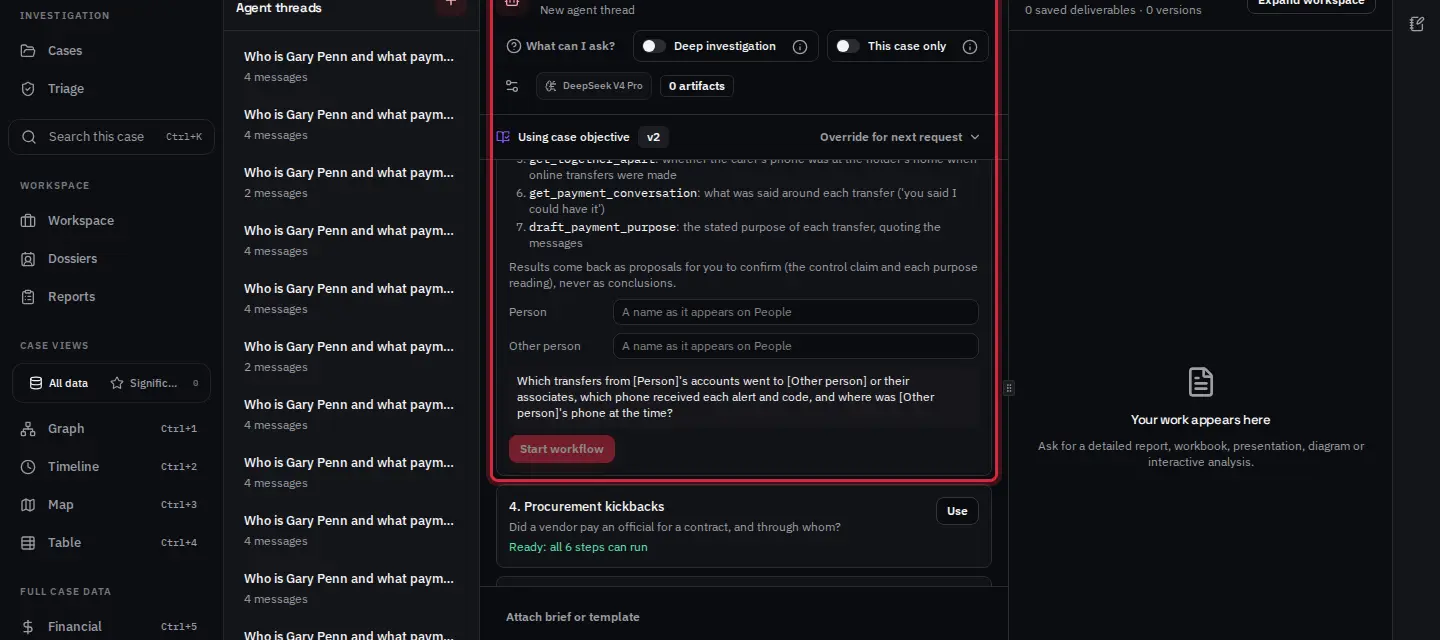 INVESTIGATION
Cases
Triage
Search this case Ctrl+K
WORKSPACE
Workspace
Dossiers
Reports
CASE VIEWS
All data Signific... 0
Graph Ctrl+1
Timeline Ctrl+2
Map Ctrl+3
Table Ctrl+4
FULL CASE DATA
Financial Ctrl+5
Agent threads
Who is Gary Penn and what paym...
4 messages
Who is Gary Penn and what paym...
4 messages
Who is Gary Penn and what paym...
2 messages
Who is Gary Penn and what paym...
4 messages
Who is Gary Penn and what paym...
4 messages
Who is Gary Penn and what paym...
2 messages
Who is Gary Penn and what paym...
4 messages
Who is Gary Penn and what paym...
4 messages
Who is Gary Penn and what paym...
4 messages
Who is Gary Penn and what paym...
4 messages
Who is Gary Penn and what paym...
New agent thread
What can I ask? Deep investigation This case only
DeepSeek V4 Pro 0 artifacts
Using case objective v2 Override for next request
5. get_together_apart: whether the carer's phone was at the holder's home when
online transfers were made
6. get_payment_conversation: what was said around each transfer ('you said I
could have it')
7. draft_payment_purpose: the stated purpose of each transfer, quoting the
messages
Results come back as proposals for you to confirm (the control claim and each purpose
reading), never as conclusions.
Person A name as it appears on People
Other person A name as it appears on People
Which transfers from [Person]'s accounts went to [Other person] or their
associates, which phone received each alert and code, and where was [Other
person]'s phone at the time?
Start workflow
4. Procurement kickbacks
Use
Did a vendor pay an official for a contract, and through whom?
Ready: all 6 steps can run
Attach brief or template
0 saved deliverables · 0 versions
Expand workspace
Your work appears here
Ask for a detailed report, workbook, presentation, diagram or
interactive analysis.